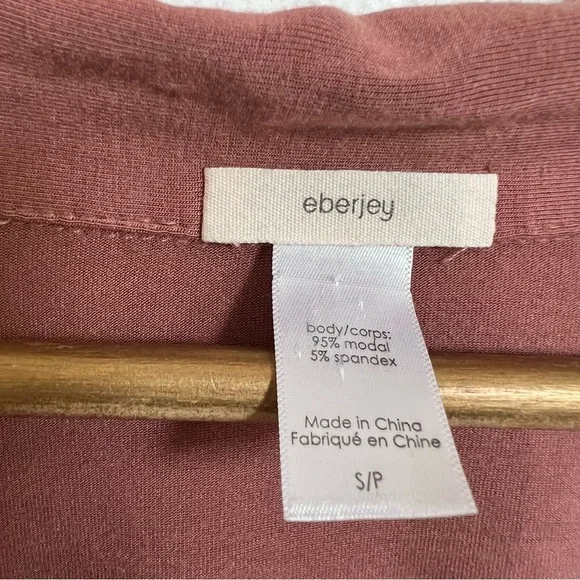 eberjey
body/corps:
95% modal
5% spandex
Made in China
Fabriqué en Chine
S/P